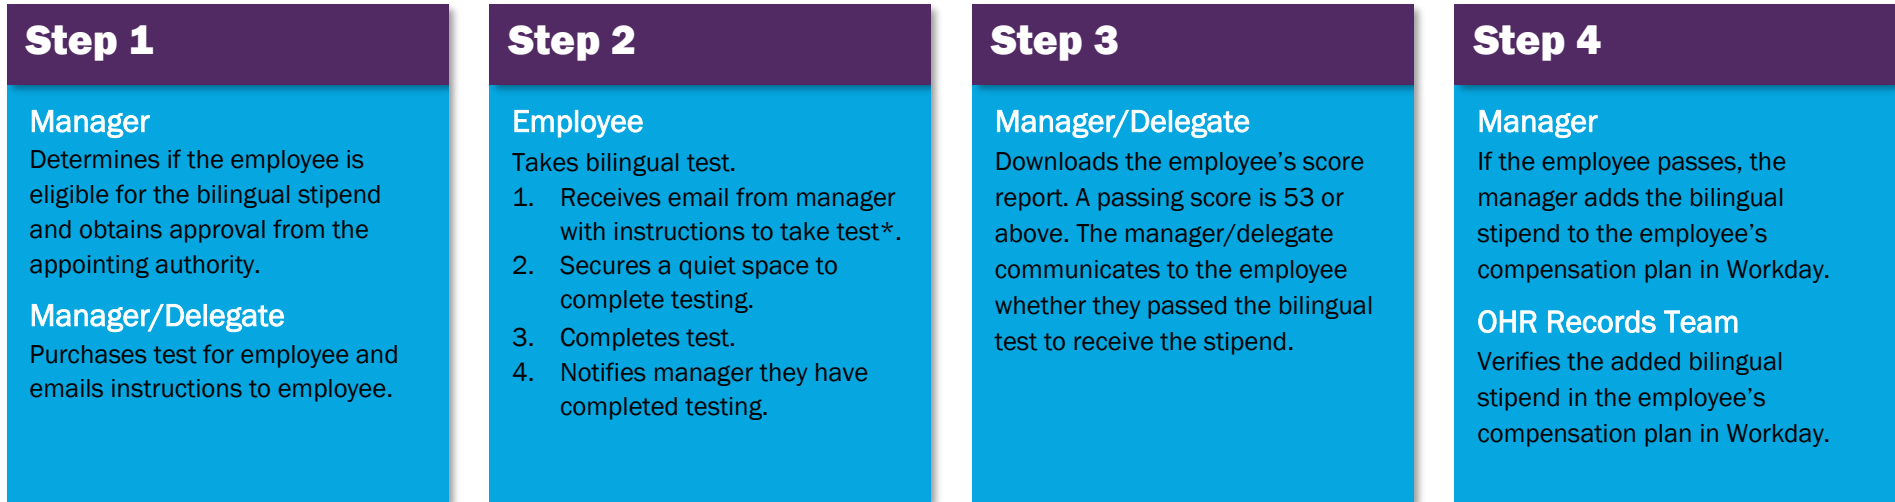 Step 1
Manager
Determines if the employee is
eligible for the bilingual stipend
and obtains approval from the
appointing authority.
Manager/Delegate
Purchases test for employee and
emails instructions to employee.
Step 2
Employee
Takes bilingual test.
1. Receives email from manager
with instructions to take test*.
2. Secures a quiet space to
complete testing.
3. Completes test.
4. Notifies manager they have
completed testing.
Step 3
Manager/Delegate
Downloads the employee’s score
report. A passing score is 53 or
above. The manager/delegate
communicates to the employee
whether they passed the bilingual
test to receive the stipend.
Step 4
Manager
If the employee passes, the
manager adds the bilingual
stipend to the employee’s
compensation plan in Workday.
OHR Records Team
Verifies the added bilingual
stipend in the employee’s
compensation plan in Workday.